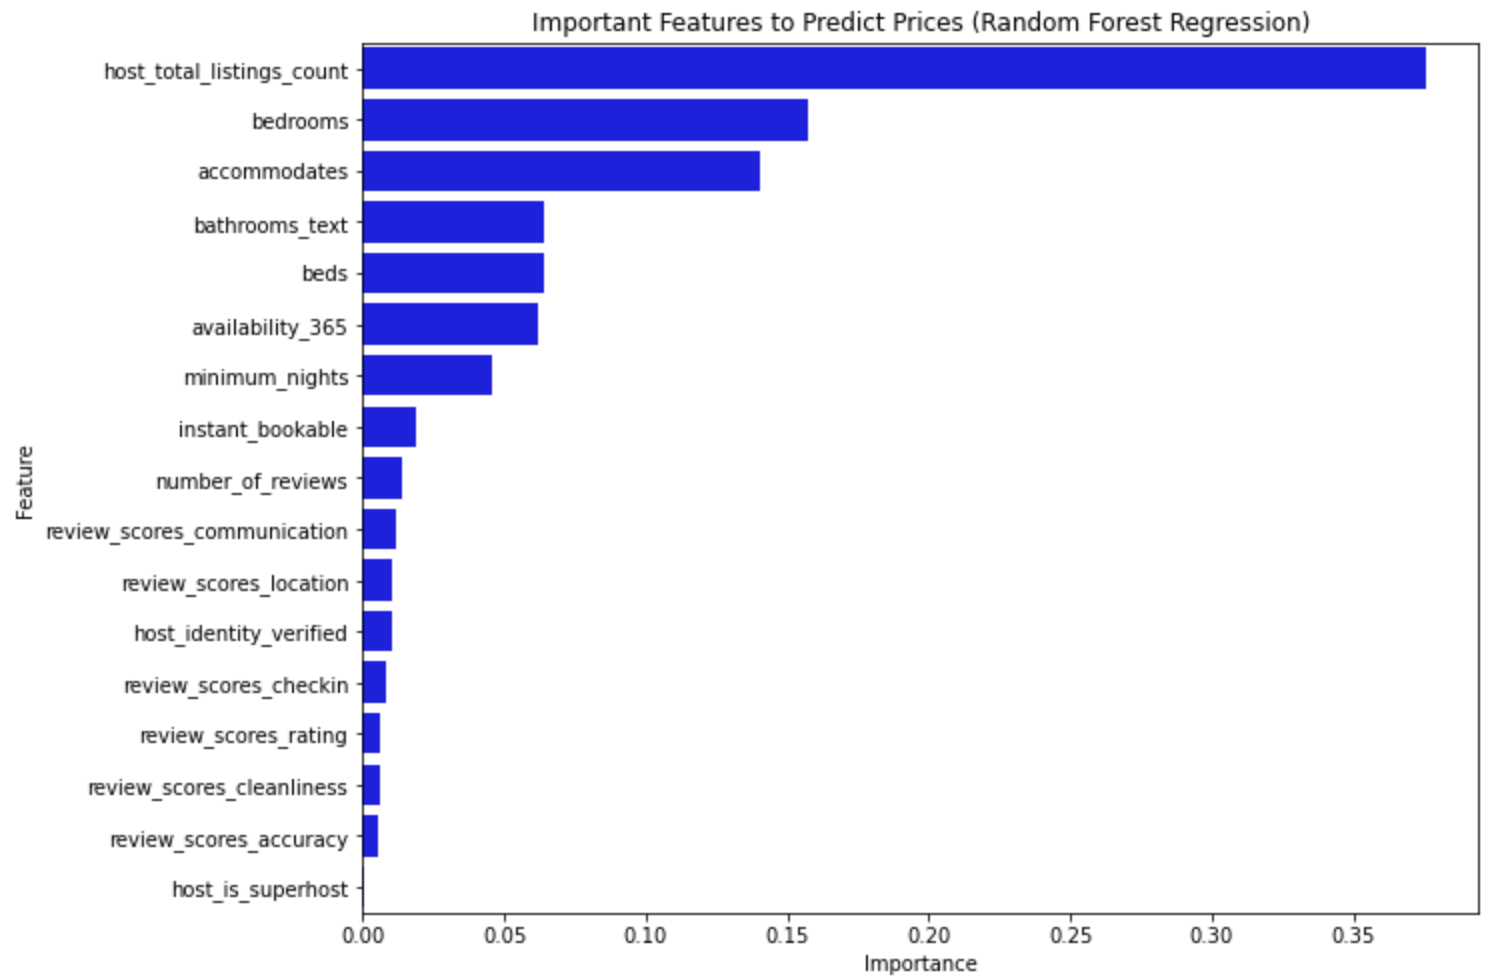 Important Features to Predict Prices (Random Forest Regression)
host_total_listings_count
bedrooms
accommodates
bathrooms_text
beds
availability_365
minimum_nights
instant_bookable
number_of_reviews
review_scores_communication
review_scores_location
host_identity_verified
review_scores_checkin
review_scores_rating
review_scores_cleanliness
review_scores_accuracy
host_is_superhost
Feature
0.00 0.05 0.10 0.15 0.20 0.25 0.30 0.35
Importance